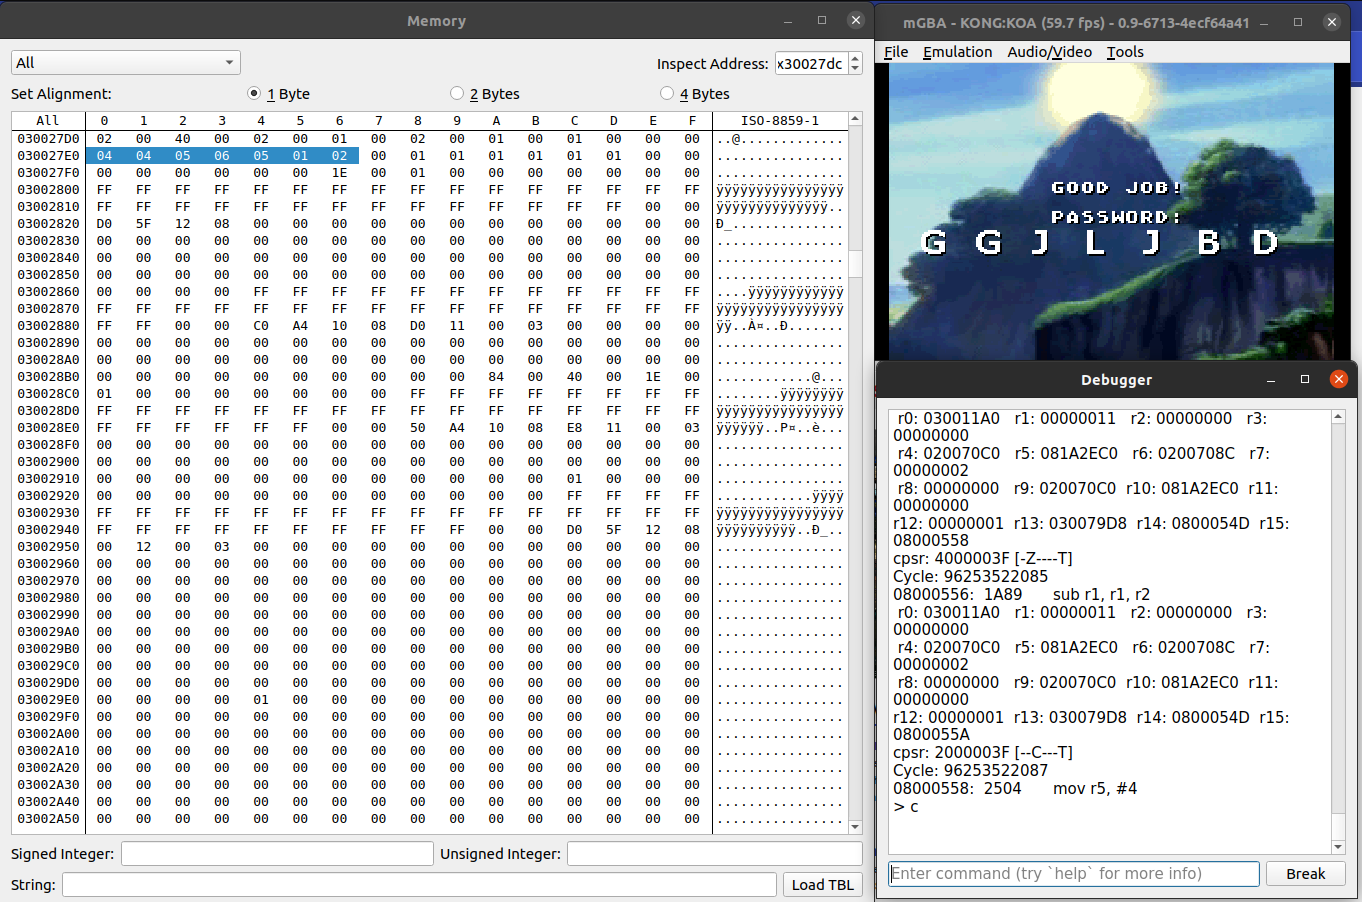 Memory
All
Inspect Address: x30027dc
Set Alignment: 1 Byte 2 Bytes 4 Bytes
All 0 1 2 3 4 5 6 7 8 9 A B C D E F ISO-8859-1
030027D0 02 00 40 00 02 00 01 00 02 00 01 00 01 00 00 00 ..@.............
030027E0 04 04 05 06 05 01 02 00 01 01 01 01 01 01 00 00 ................
030027F0 00 00 00 00 00 00 1E 00 01 00 00 00 00 00 00 00 ................
03002800 FF FF FF FF FF FF FF FF FF FF FF FF FF FF FF FF ÿÿÿÿÿÿÿÿÿÿÿÿÿÿÿÿ
03002810 FF FF FF FF FF FF FF FF FF FF FF FF FF FF 00 00 ÿÿÿÿÿÿÿÿÿÿÿÿÿÿ..
03002820 D0 5F 12 08 00 00 00 00 00 00 00 00 00 00 00 00 Ð_..............
03002830 00 00 00 00 00 00 00 00 00 00 00 00 00 00 00 00 ................
03002840 00 00 00 00 00 00 00 00 00 00 00 00 00 00 00 00 ................
03002850 00 00 00 00 00 00 00 00 00 00 00 00 00 00 00 00 ................
03002860 00 00 00 00 FF FF FF FF FF FF FF FF FF FF FF FF ....ÿÿÿÿÿÿÿÿÿÿÿÿ
03002870 FF FF FF FF FF FF FF FF FF FF FF FF FF FF FF FF ÿÿÿÿÿÿÿÿÿÿÿÿÿÿÿÿ
03002880 FF FF 00 00 C0 A4 10 08 D0 11 00 03 00 00 00 00 ÿÿ..À¤..Ð.......
03002890 00 00 00 00 00 00 00 00 00 00 00 00 00 00 00 00 ................
030028A0 00 00 00 00 00 00 00 00 00 00 00 00 00 00 00 00 ................
030028B0 00 00 00 00 00 00 00 00 00 00 84 00 40 00 1E 00 ............@...
030028C0 01 00 00 00 00 00 00 00 FF FF FF FF FF FF FF FF ........ÿÿÿÿÿÿÿÿ
030028D0 FF FF FF FF FF FF FF FF FF FF FF FF FF FF FF FF ÿÿÿÿÿÿÿÿÿÿÿÿÿÿÿÿ
030028E0 FF FF FF FF FF FF 00 00 50 A4 10 08 E8 11 00 03 ÿÿÿÿÿÿ..P¤..è...
030028F0 00 00 00 00 00 00 00 00 00 00 00 00 00 00 00 00 ................
03002900 00 00 00 00 00 00 00 00 00 00 00 00 00 00 00 00 ................
03002910 00 00 00 00 00 00 00 00 00 00 00 00 01 00 00 00 ................
03002920 00 00 00 00 00 00 00 00 00 00 00 00 FF FF FF FF ............ÿÿÿÿ
03002930 FF FF FF FF FF FF FF FF FF FF FF FF FF FF FF FF ÿÿÿÿÿÿÿÿÿÿÿÿÿÿÿÿ
03002940 FF FF FF FF FF FF FF FF FF FF 00 00 D0 5F 12 08 ÿÿÿÿÿÿÿÿÿÿ..Ð_..
03002950 00 12 00 03 00 00 00 00 00 00 00 00 00 00 00 00 ................
03002960 00 00 00 00 00 00 00 00 00 00 00 00 00 00 00 00 ................
03002970 00 00 00 00 00 00 00 00 00 00 00 00 00 00 00 00 ................
03002980 00 00 00 00 00 00 00 00 00 00 00 00 00 00 00 00 ................
03002990 00 00 00 00 00 00 00 00 00 00 00 00 00 00 00 00 ................
030029A0 00 00 00 00 00 00 00 00 00 00 00 00 00 00 00 00 ................
030029B0 00 00 00 00 00 00 00 00 00 00 00 00 00 00 00 00 ................
030029C0 00 00 00 00 00 00 00 00 00 00 00 00 00 00 00 00 ................
030029D0 00 00 00 00 00 00 00 00 00 00 00 00 00 00 00 00 ................
030029E0 00 00 00 00 01 00 00 00 00 00 00 00 00 00 00 00 ................
030029F0 00 00 00 00 00 00 00 00 00 00 00 00 00 00 00 00 ................
03002A00 00 00 00 00 00 00 00 00 00 00 00 00 00 00 00 00 ................
03002A10 00 00 00 00 00 00 00 00 00 00 00 00 00 00 00 00 ................
03002A20 00 00 00 00 00 00 00 00 00 00 00 00 00 00 00 00 ................
03002A30 00 00 00 00 00 00 00 00 00 00 00 00 00 00 00 00 ................
03002A40 00 00 00 00 00 00 00 00 00 00 00 00 00 00 00 00 ................
03002A50 00 00 00 00 00 00 00 00 00 00 00 00 00 00 00 00 ................
Signed Integer: Unsigned Integer:
String: Load TBL
mGBA - KONG:KOA (59.7 fps) - 0.9-6713-4ecf64a41
File Emulation Audio/Video Tools
GOOD JOB!
PASSWORD:
G G J L J B D
Debugger
r0: 030011A0 r1: 00000011 r2: 00000000 r3:
00000000
r4: 020070C0 r5: 081A2EC0 r6: 0200708C r7:
00000002
r8: 00000000 r9: 020070C0 r10: 081A2EC0 r11:
00000000
r12: 00000001 r13: 030079D8 r14: 0800054D r15:
08000558
cpsr: 4000003F [-Z----T]
Cycle: 96253522085
08000556: 1A89 sub r1, r1, r2
r0: 030011A0 r1: 00000011 r2: 00000000 r3:
00000000
r4: 020070C0 r5: 081A2EC0 r6: 0200708C r7:
00000002
r8: 00000000 r9: 020070C0 r10: 081A2EC0 r11:
00000000
r12: 00000001 r13: 030079D8 r14: 0800054D r15:
0800055A
cpsr: 2000003F [--C---T]
Cycle: 96253522087
08000558: 2504 mov r5, #4
> c
Enter command (try `help` for more info)
Break